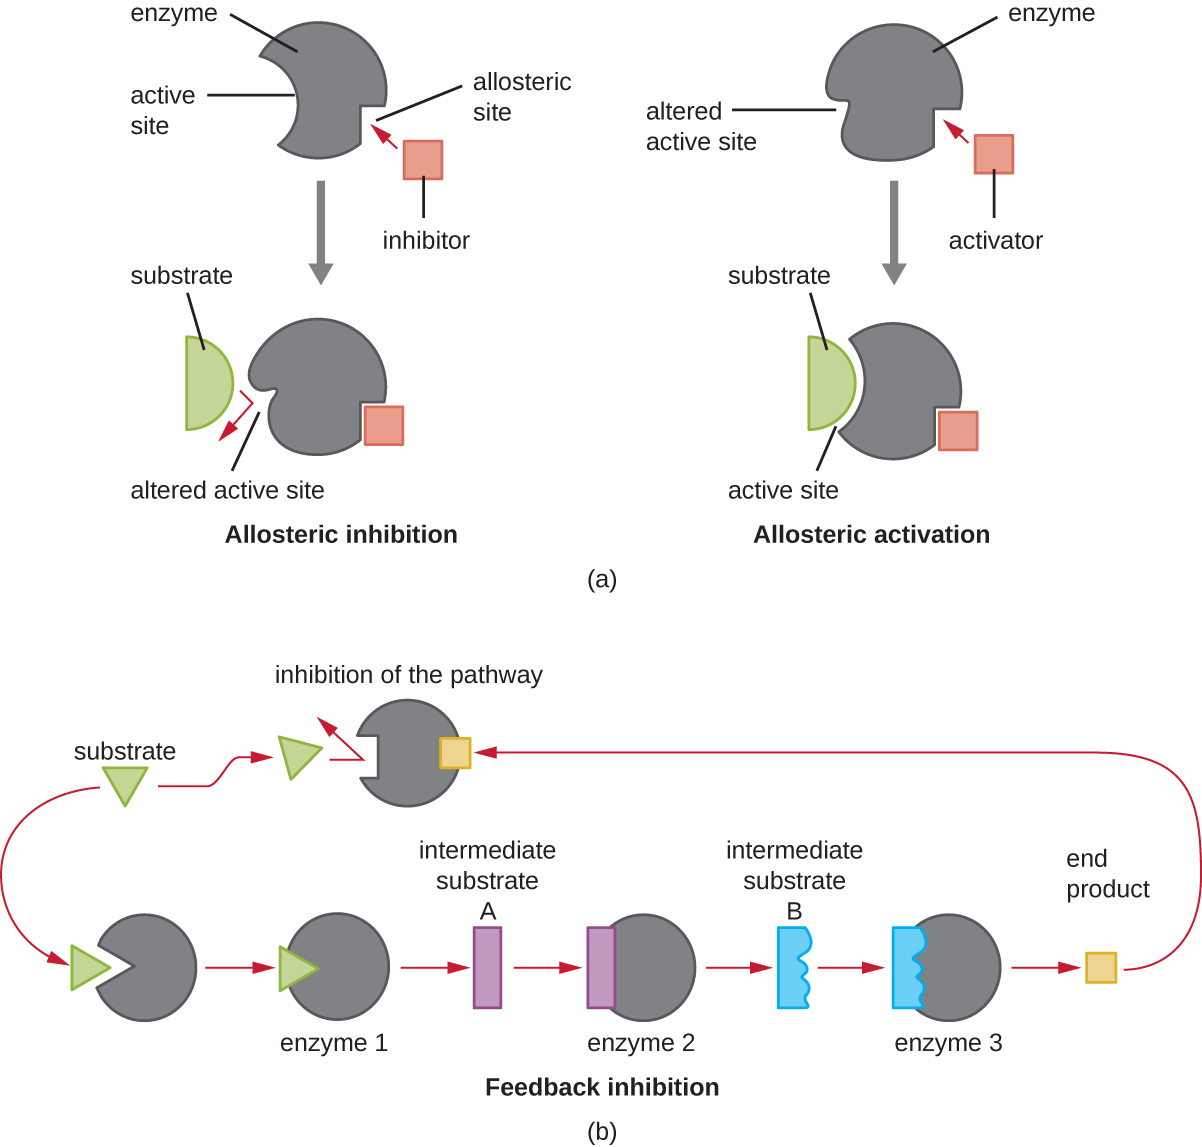 enzyme
active
site
allosteric
site
inhibitor
substrate
altered active site
Allosteric inhibition
enzyme
altered
active site
activator
substrate
active site
Allosteric activation
(a)
inhibition of the pathway
substrate
intermediate
substrate
A
intermediate
substrate
B
end
product
enzyme 1
enzyme 2
enzyme 3
Feedback inhibition
(b)